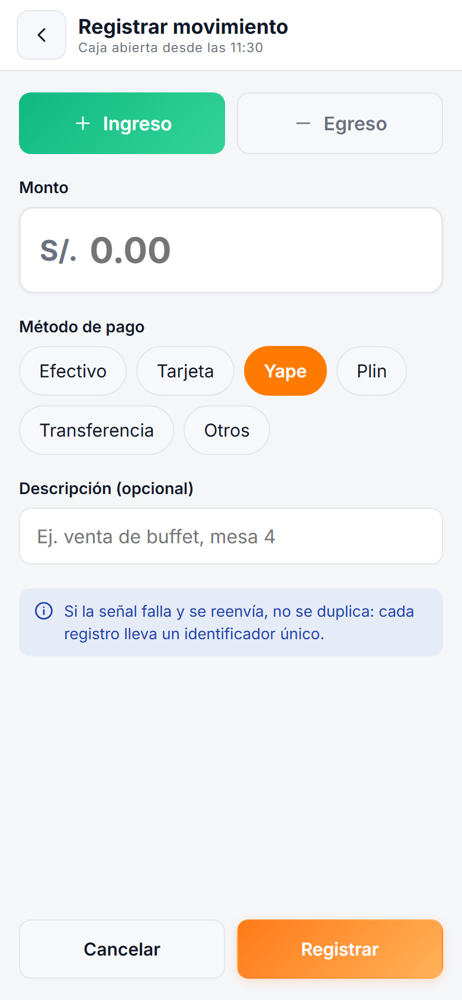 Registrar movimiento
Caja abierta desde las 11:30
+ Ingreso
− Egreso
Monto
S/. 0.00
Método de pago
Efectivo
Tarjeta
Yape
Plin
Transferencia
Otros
Descripción (opcional)
Ej. venta de buffet, mesa 4
Si la señal falla y se reenvía, no se duplica: cada
registro lleva un identificador único.
Cancelar
Registrar